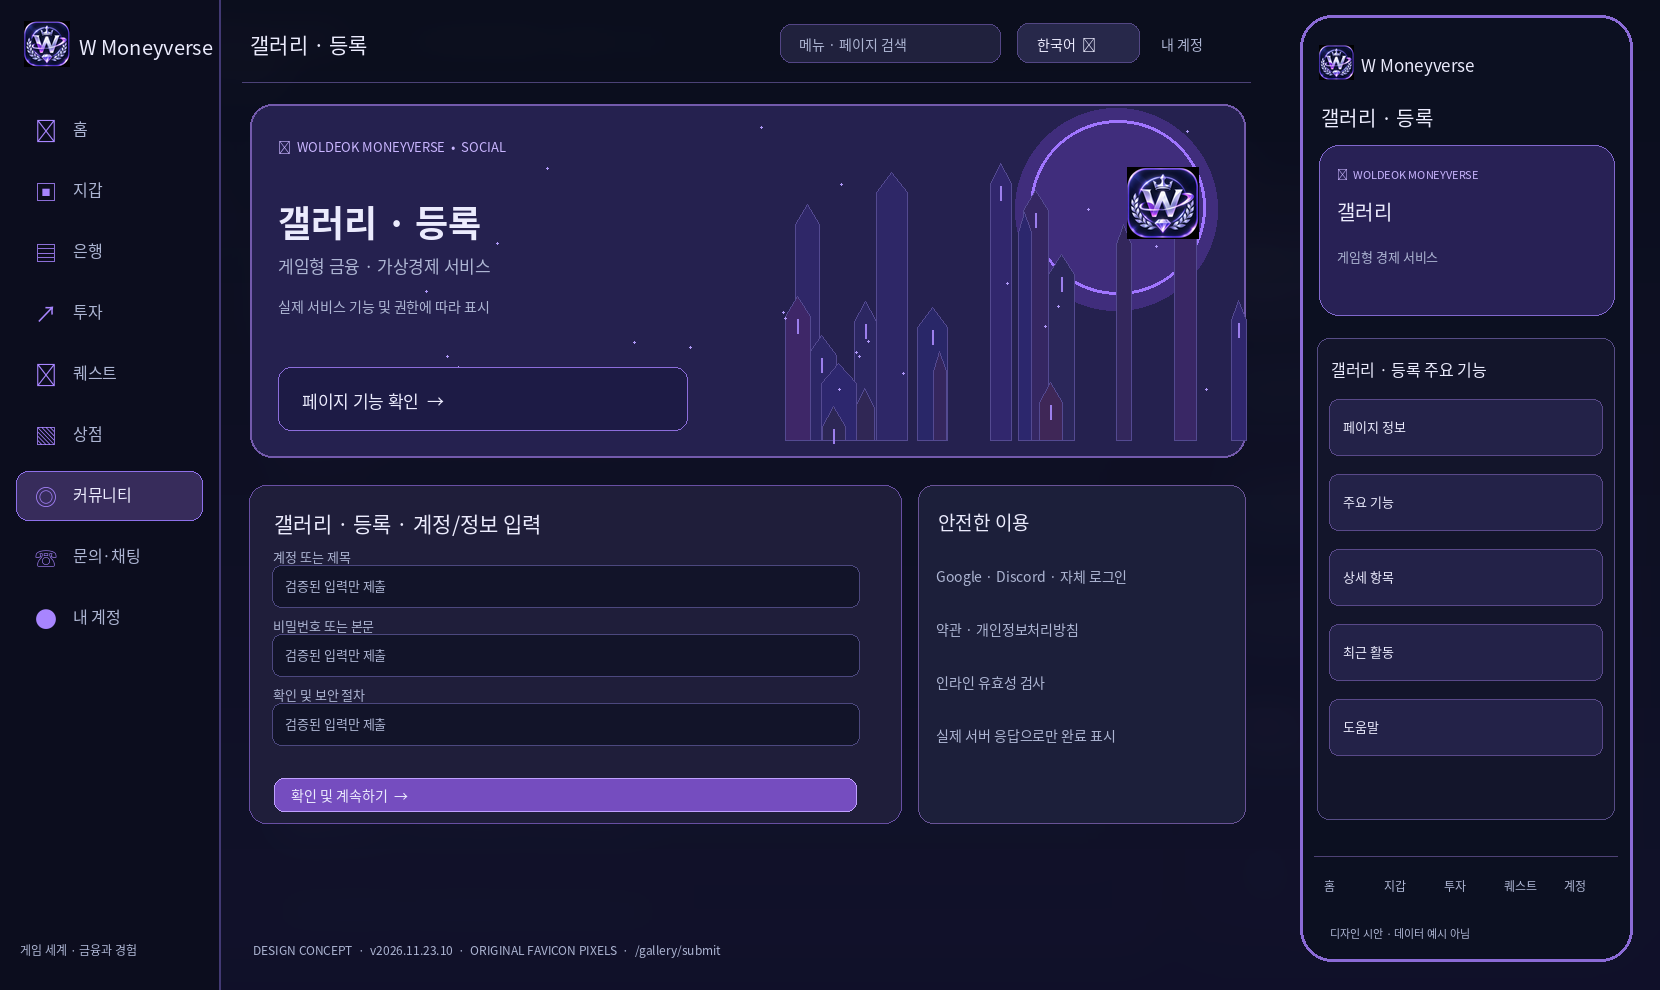 W Moneyverse
홈
지갑
은행
투자
퀘스트
상점
커뮤니티
문의·채팅
내 계정
게임 세계 · 금융과 경험
갤러리 · 등록
메뉴 · 페이지 검색
한국어
내 계정
WOLDEOK MONEYVERSE • SOCIAL
갤러리 · 등록
게임형 금융 · 가상경제 서비스
실제 서비스 기능 및 권한에 따라 표시
페이지 기능 확인 →
W
갤러리 · 등록 · 계정/정보 입력
계정 또는 제목
검증된 입력만 제출
비밀번호 또는 본문
검증된 입력만 제출
확인 및 보안 절차
검증된 입력만 제출
확인 및 계속하기 →
안전한 이용
Google · Discord · 자체 로그인
약관 · 개인정보처리방침
인라인 유효성 검사
실제 서버 응답으로만 완료 표시
DESIGN CONCEPT · v2026.11.23.10 · ORIGINAL FAVICON PIXELS · /gallery/submit
W Moneyverse
갤러리 · 등록
WOLDEOK MONEYVERSE
갤러리
게임형 경제 서비스
갤러리 · 등록 주요 기능
페이지 정보
주요 기능
상세 항목
최근 활동
도움말
홈 지갑 투자 퀘스트 계정
디자인 시안 · 데이터 예시 아님